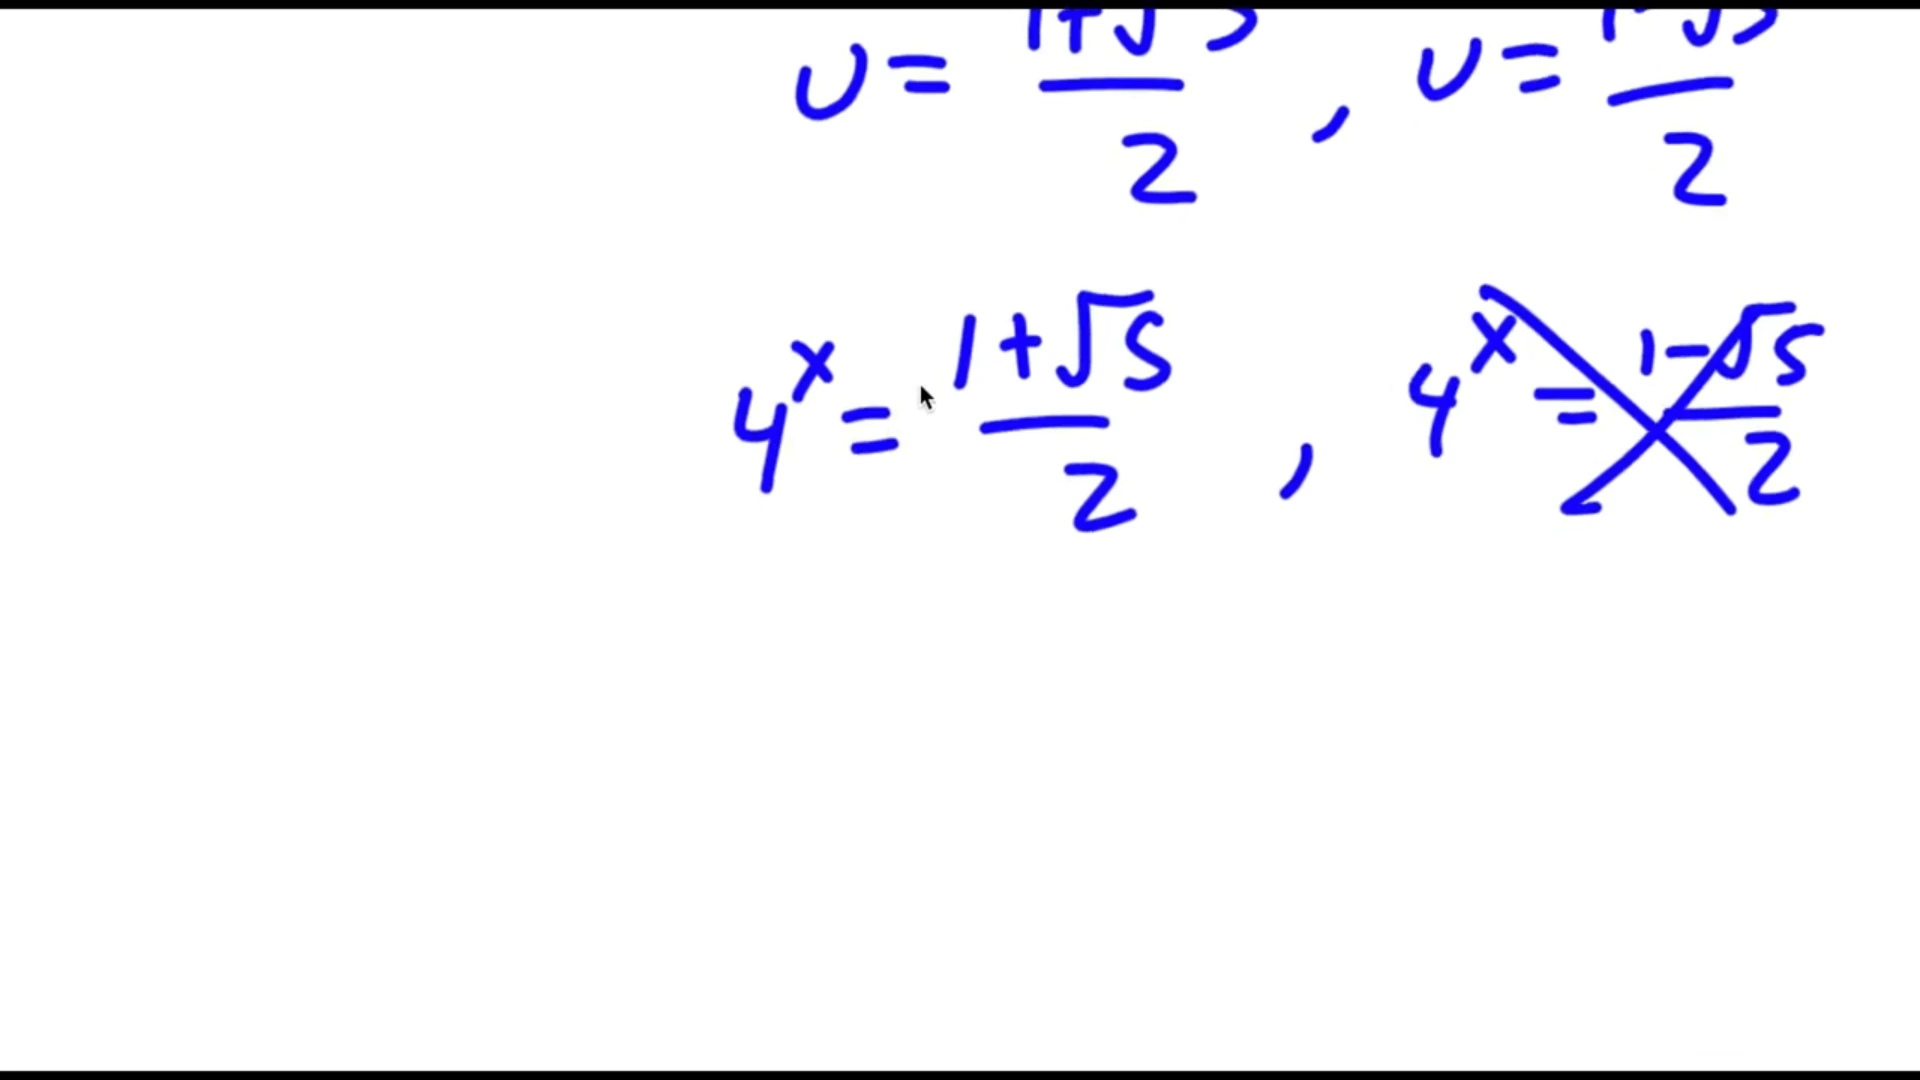 u = (1+√5)/2 , u = (1-√5)/2
4^x = (1+√5)/2 , 4^x = (1-√5)/2